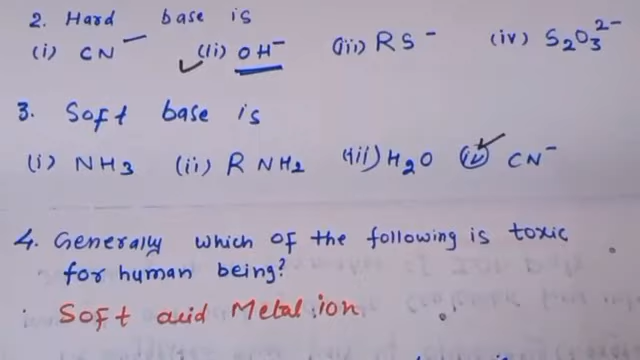 2. Hard base is
(i) CN⁻ (ii) OH⁻ (iii) RS⁻ (iv) S₂O₃²⁻
3. Soft base is
(i) NH₃ (ii) R NH₂ (iii) H₂O (iv) CN⁻
4. Generally which of the following is toxic
for human being?
Soft acid Metal ion